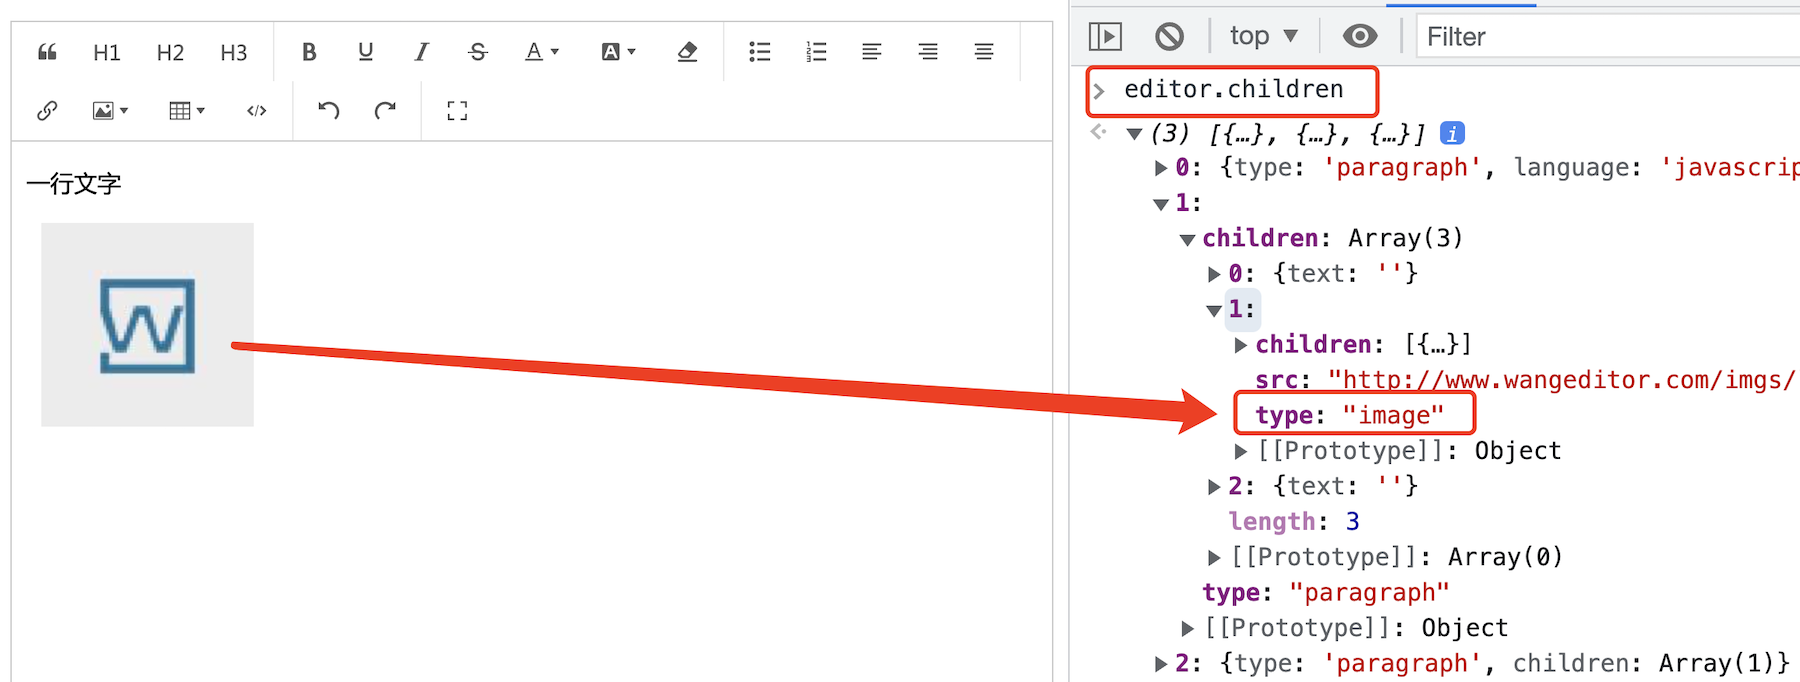 H1 H2 H3 B U I S A A
一行文字
W
top ▼ Filter
> editor.children
▼ (3) [{…}, {…}, {…}] i
▶ 0: {type: 'paragraph', language: 'javascrip
▼ 1:
▼ children: Array(3)
▶ 0: {text: ''}
▼ 1:
▶ children: [{…}]
src: "http://www.wangeditor.com/imgs/
type: "image"
▶ [[Prototype]]: Object
▶ 2: {text: ''}
length: 3
▶ [[Prototype]]: Array(0)
type: "paragraph"
▶ [[Prototype]]: Object
▶ 2: {type: 'paragraph', children: Array(1)}